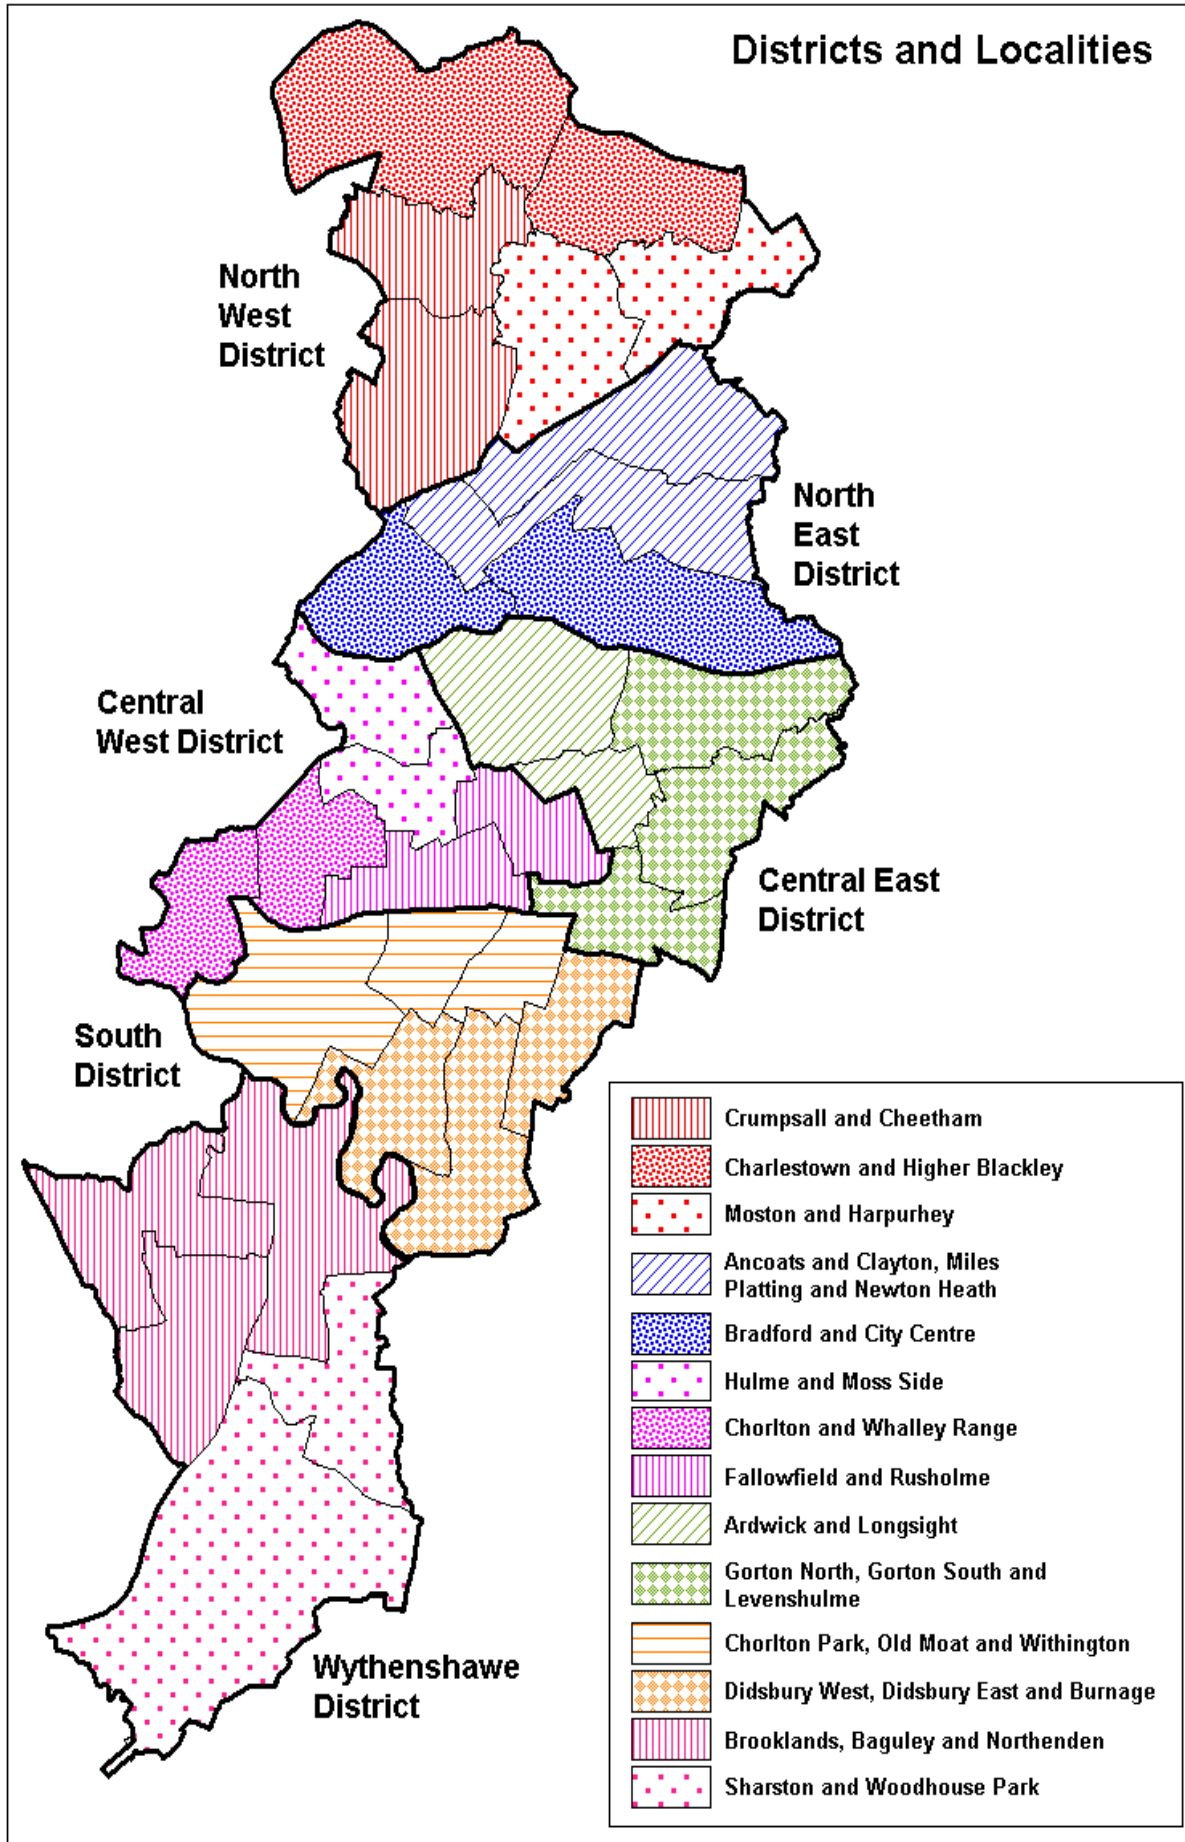 Districts and Localities
North
West
District
North
East
District
Central
West District
Central East
District
South
District
Wythenshawe
District
Crumpsall and Cheetham
Charlestown and Higher Blackley
Moston and Harpurhey
Ancoats and Clayton, Miles
Platting and Newton Heath
Bradford and City Centre
Hulme and Moss Side
Chorlton and Whalley Range
Fallowfield and Rusholme
Ardwick and Longsight
Gorton North, Gorton South and
Levenshulme
Chorlton Park, Old Moat and Withington
Didsbury West, Didsbury East and Burnage
Brooklands, Baguley and Northenden
Sharston and Woodhouse Park